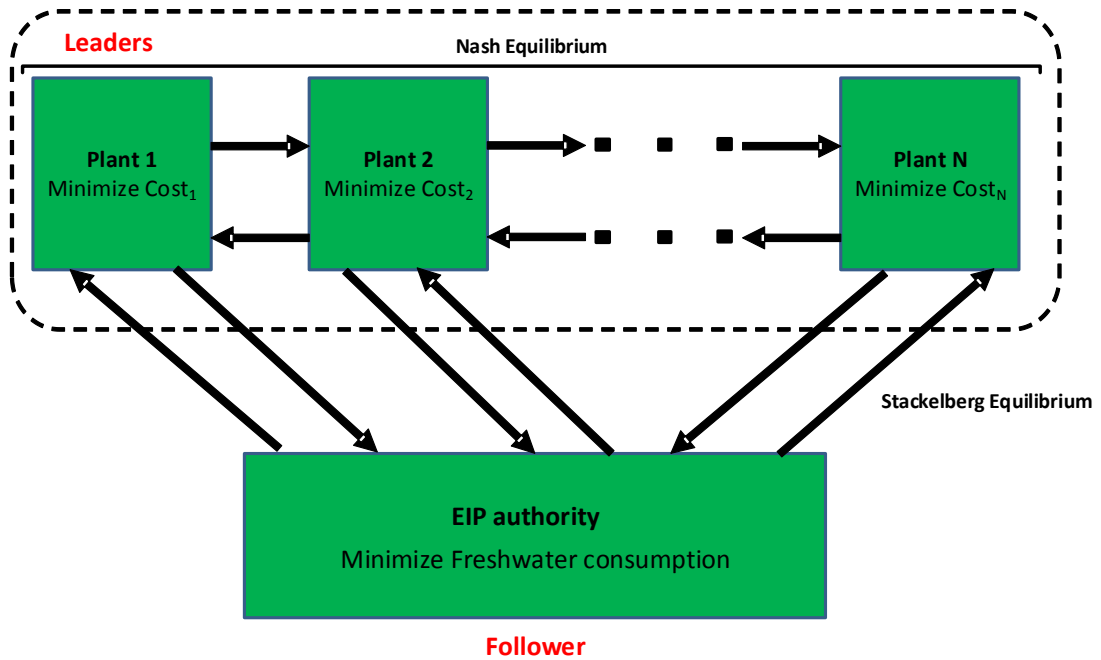 Leaders
Nash Equilibrium
Plant 1
Minimize Cost₁
Plant 2
Minimize Cost₂
Plant N
Minimize Cost_N
Stackelberg Equilibrium
EIP authority
Minimize Freshwater consumption
Follower